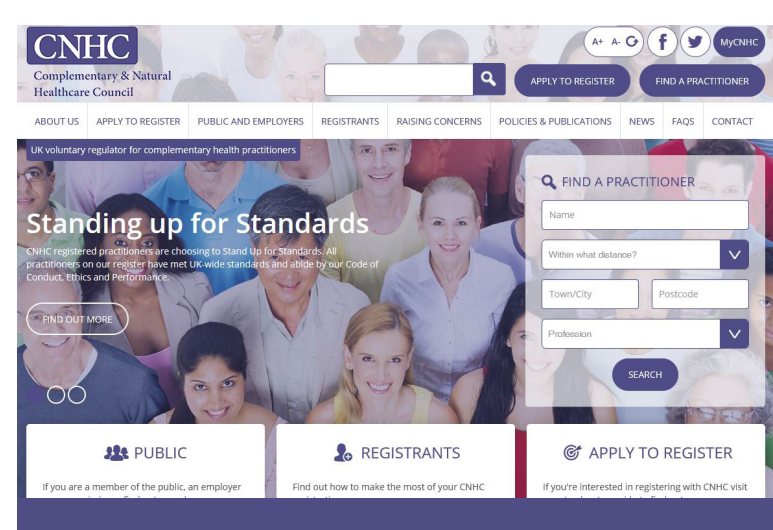 CNHC
Complementary & Natural
Healthcare Council
A+ A-
MyCNHC
APPLY TO REGISTER
FIND A PRACTITIONER
ABOUT US
APPLY TO REGISTER
PUBLIC AND EMPLOYERS
REGISTRANTS
RAISING CONCERNS
POLICIES & PUBLICATIONS
NEWS
FAQS
CONTACT
UK voluntary regulator for complementary health practitioners
Standing up for Standards
CNHC registered practitioners are choosing to Stand Up for Standards. All
practitioners on our register have met UK-wide standards and abide by our Code of
Conduct, Ethics and Performance.
FIND OUT MORE
FIND A PRACTITIONER
Name
Within what distance?
Town/City
Postcode
Profession
SEARCH
PUBLIC
If you are a member of the public, an employer
REGISTRANTS
Find out how to make the most of your CNHC
APPLY TO REGISTER
If you're interested in registering with CNHC visit